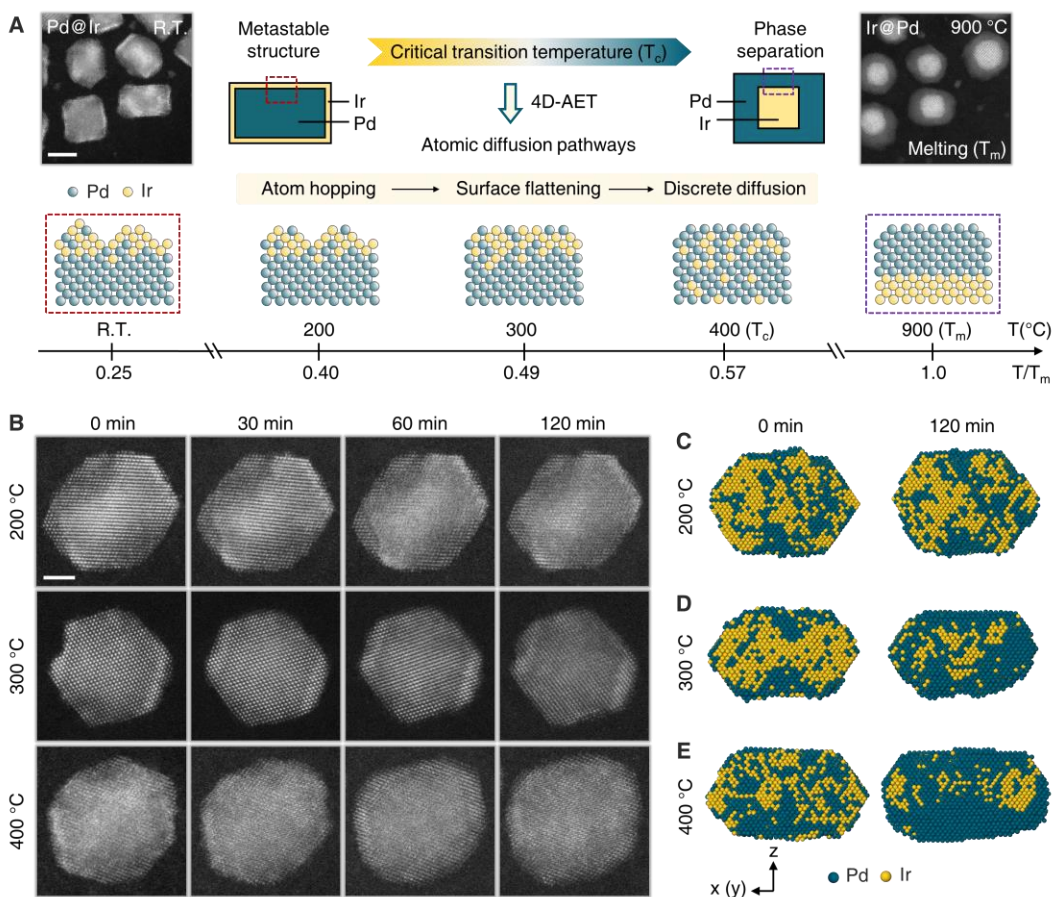 A
Pd@Ir R.T.
Metastable
structure
Critical transition temperature (Tc)
Phase
separation
Ir@Pd 900 °C
Ir
Pd
4D-AET
Pd
Ir
Atomic diffusion pathways
Melting (Tm)
Pd Ir
Atom hopping Surface flattening Discrete diffusion
R.T. 200 300 400 (Tc) 900 (Tm) T(°C)
0.25 0.40 0.49 0.57 1.0 T/Tm
B 0 min 30 min 60 min 120 min
200 °C
300 °C
400 °C
C 0 min 120 min
200 °C
D
300 °C
E
400 °C
z
x (y)
Pd Ir